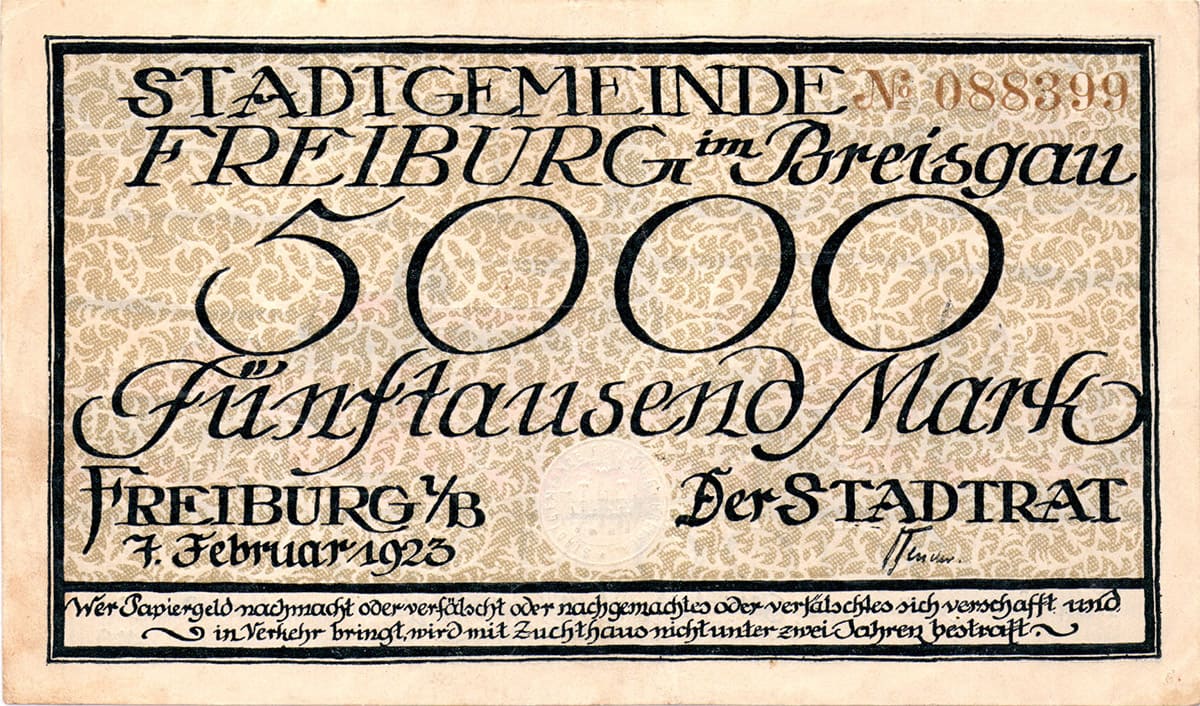 STADTGEMEINDE № 088399
FREIBURG im Breisgau
5000
Fünftausend Mark
FREIBURG i/B Der STADTRAT
7. Februar 1923
Wer Papiergeld nachmacht oder verfälscht oder nachgemachtes oder verfälschtes sich verschafft und
in Verkehr bringt, wird mit Zuchthaus nicht unter zwei Jahren bestraft.